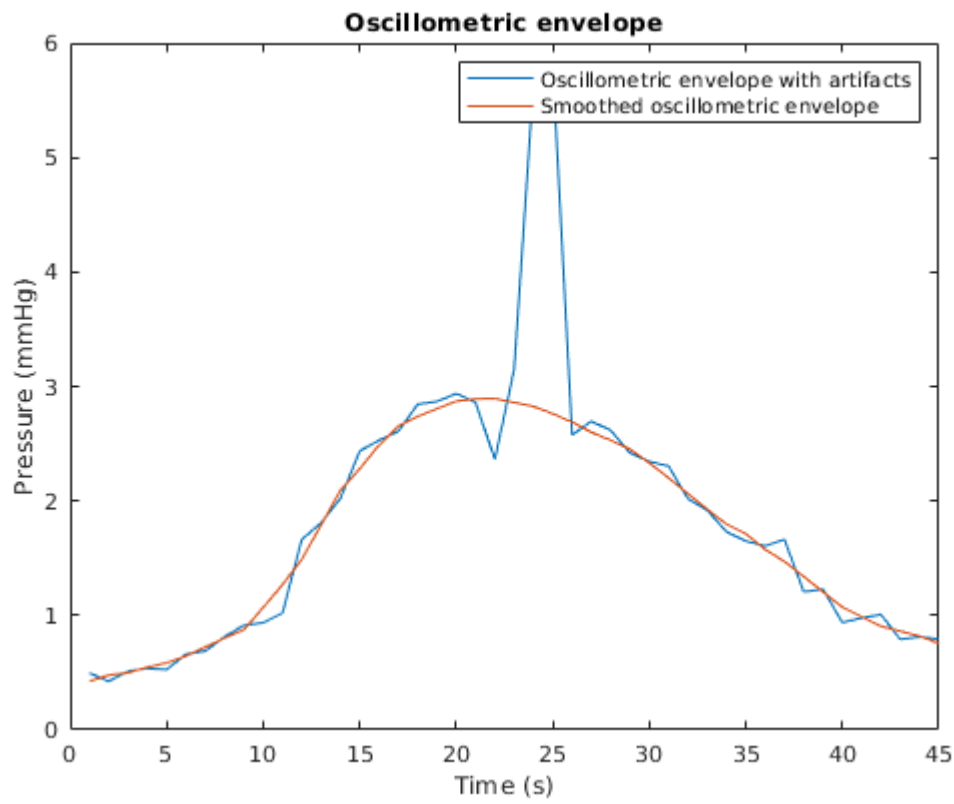 Oscillometric envelope
Oscillometric envelope with artifacts
Smoothed oscillometric envelope
Pressure (mmHg)
6
5
4
3
2
1
0
0 5 10 15 20 25 30 35 40 45
Time (s)